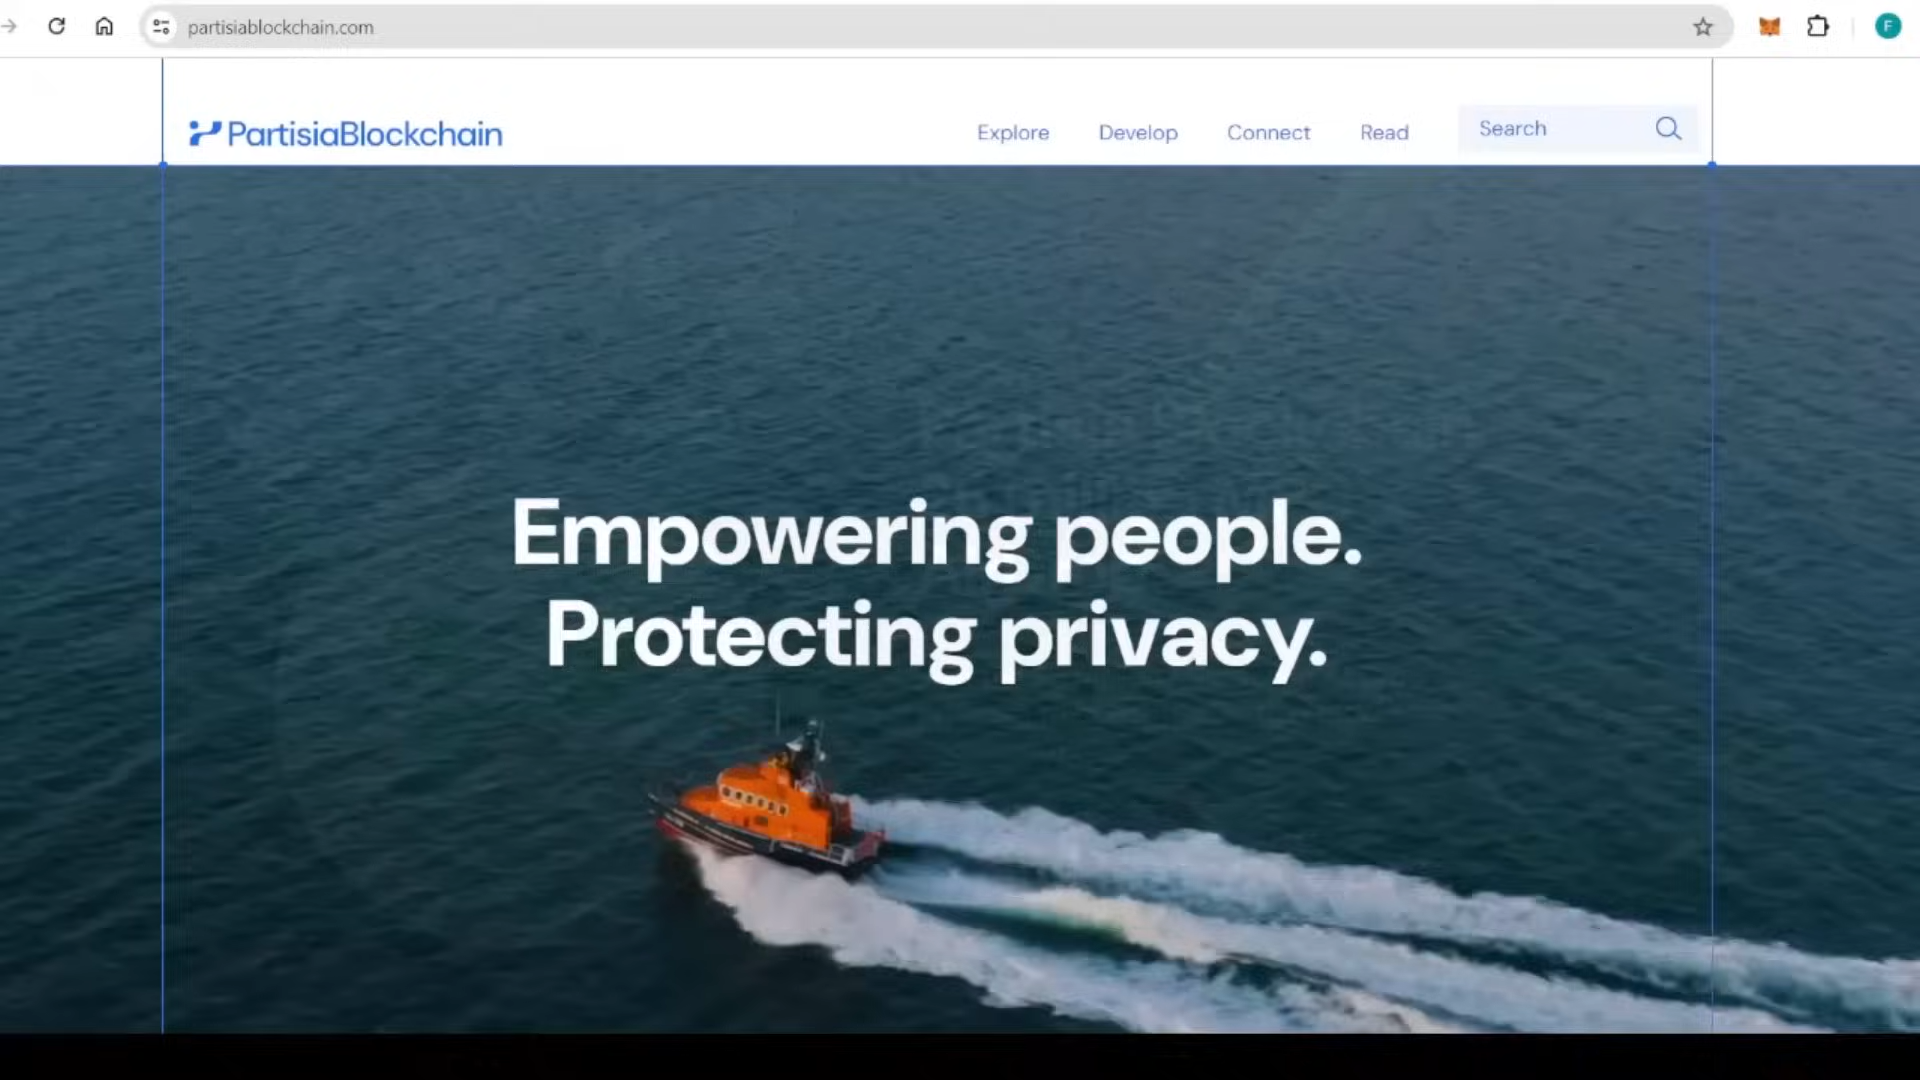 partisiablockchain.com
F
PartisiaBlockchain
Explore
Develop
Connect
Read
Search
Empowering people.
Protecting privacy.